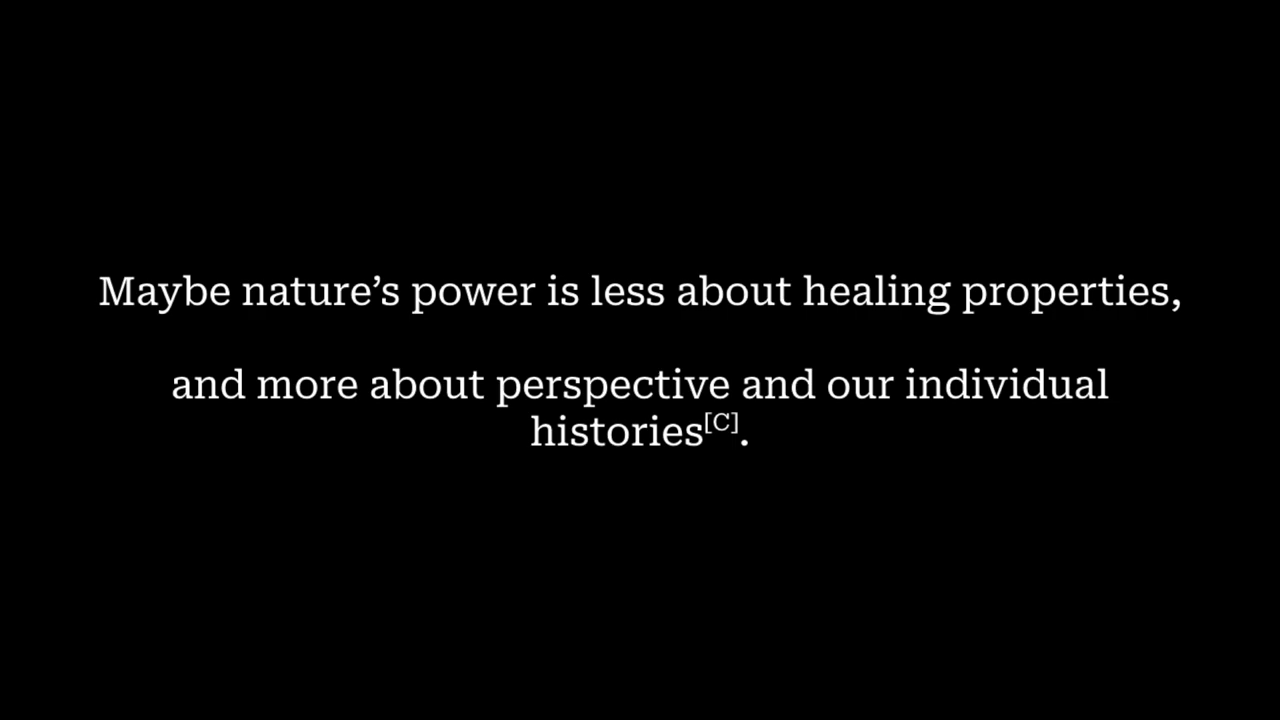 Maybe nature’s power is less about healing properties,
and more about perspective and our individual
histories[C].